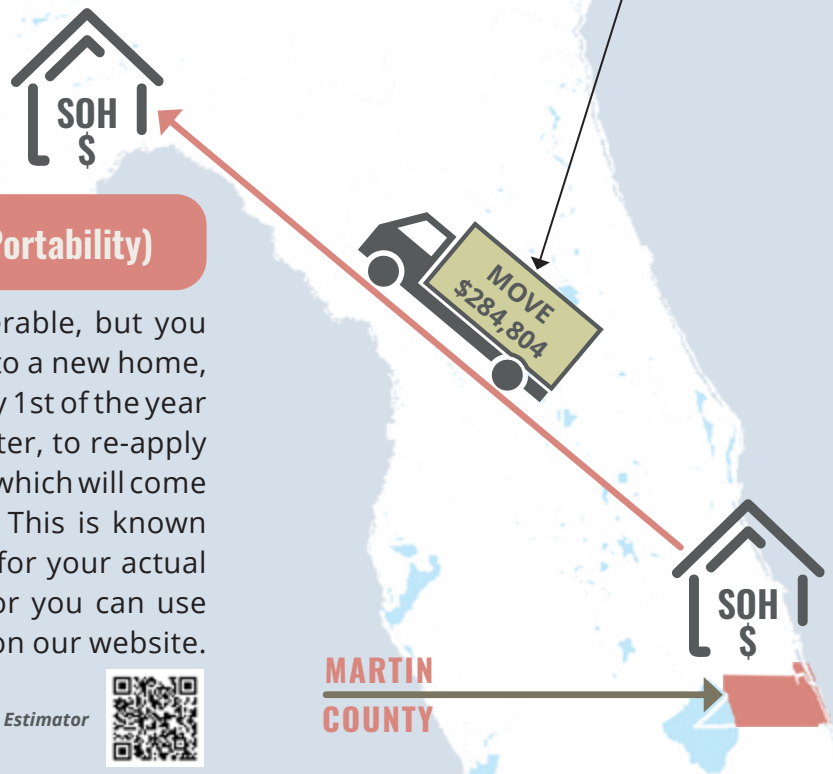 SOH
$
Portability)
erable, but you
to a new home,
y 1st of the year
ter, to re-apply
which will come
This is known
for your actual
or you can use
on our website.
Estimator
MOVE
$284,804
SOH
$
MARTIN
COUNTY